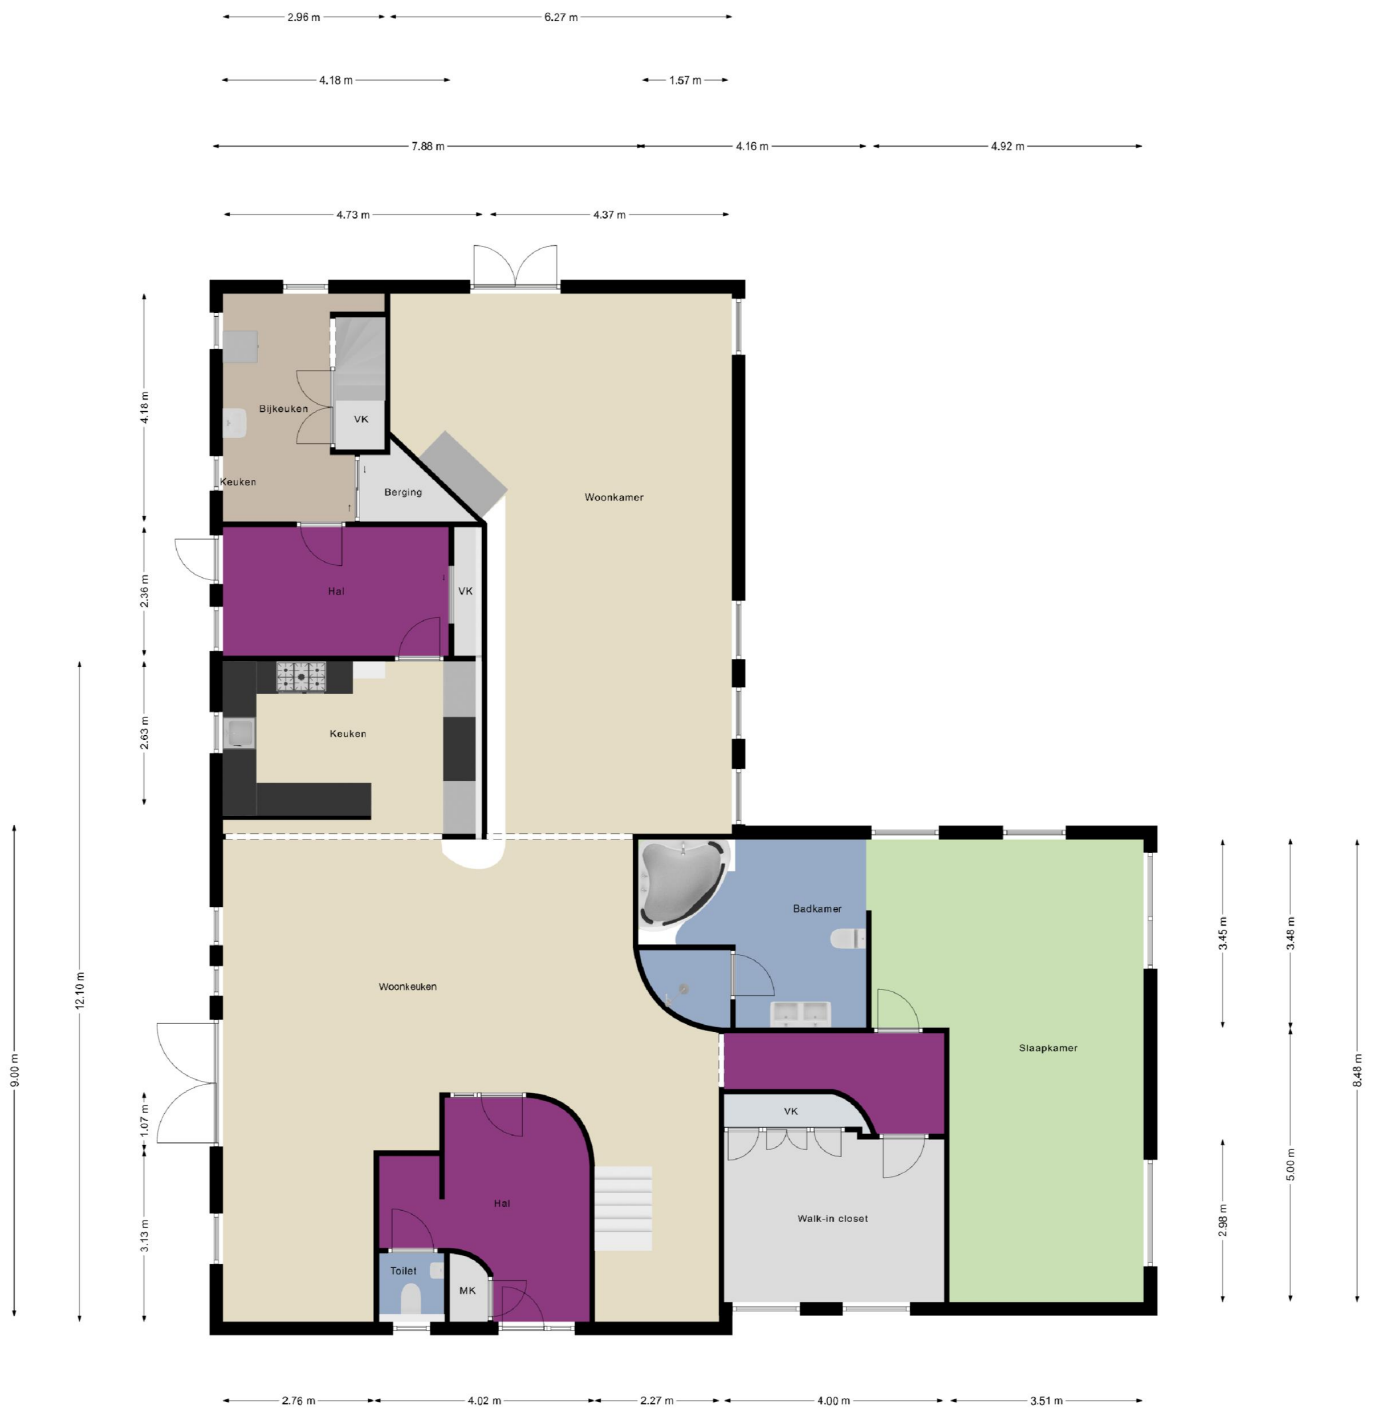 2.96 m
6.27 m
4.18 m
1.57 m
7.88 m
4.16 m
4.92 m
4.73 m
4.37 m
4.18 m
Bijkeuken
VK
Keuken
Berging
Woonkamer
2.36 m
Hal
VK
2.63 m
Keuken
12.10 m
9.00 m
Woonkeuken
Badkamer
3.45 m
3.48 m
8.48 m
Slaapkamer
1.07 m
VK
5.00 m
3.13 m
Hal
Walk-in closet
2.98 m
Toilet
MK
2.76 m
4.02 m
2.27 m
4.00 m
3.51 m